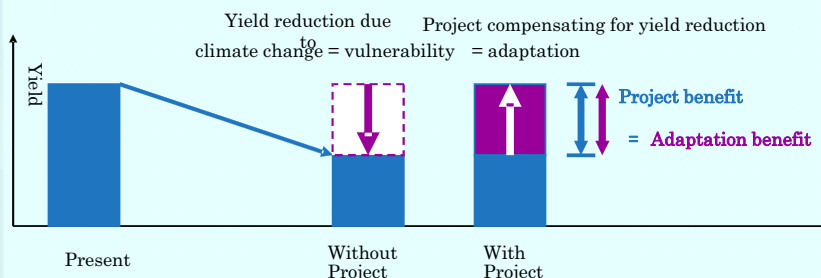 Yield reduction due
to
climate change = vulnerability
Project compensating for yield reduction
= adaptation
Yield
Project benefit
= Adaptation benefit
Present
Without
Project
With
Project